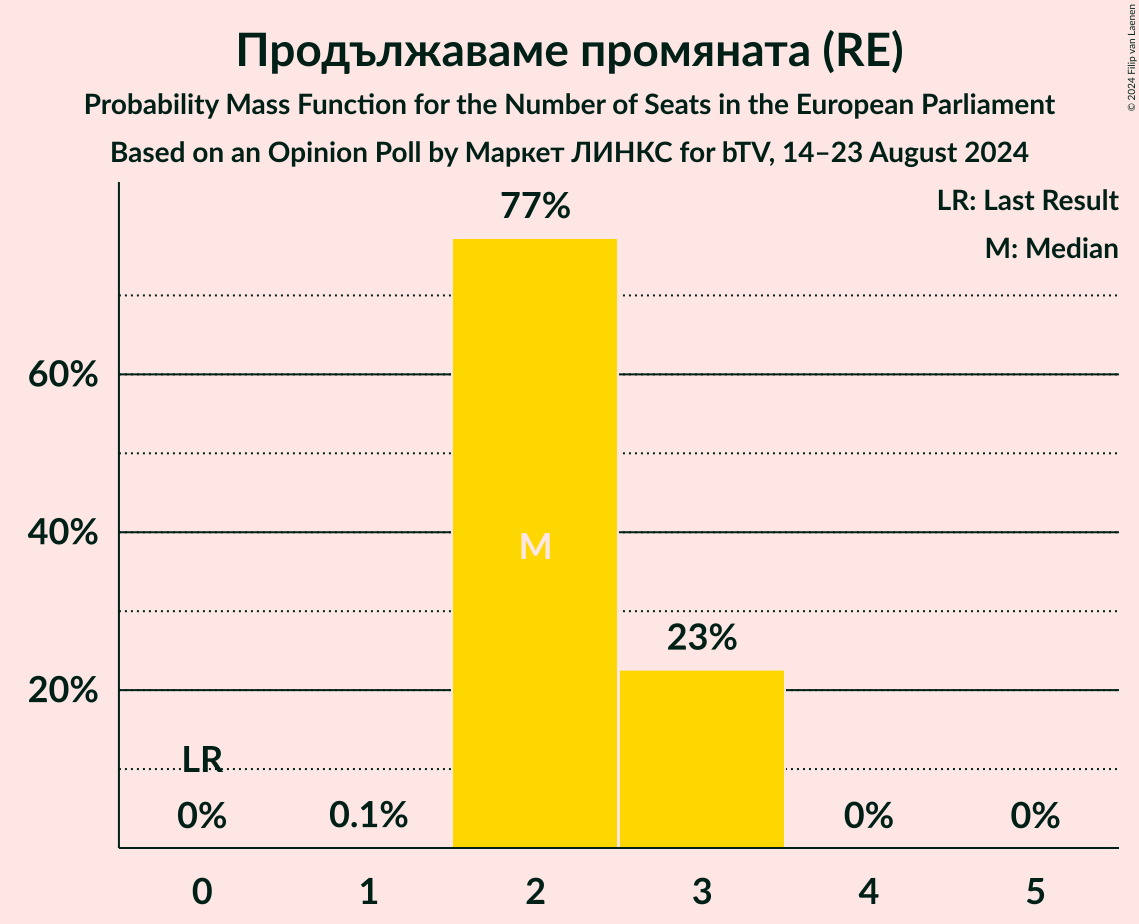 Продължаваме промяната (RE)
Probability Mass Function for the Number of Seats in the European Parliament
Based on an Opinion Poll by Маркет ЛИНКС for bTV, 14–23 August 2024
© 2024 Filip van Laenen
LR: Last Result
M: Median
77%
60%
40%
M
23%
20%
LR
0%
0.1%
0%
0%
0
1
2
3
4
5